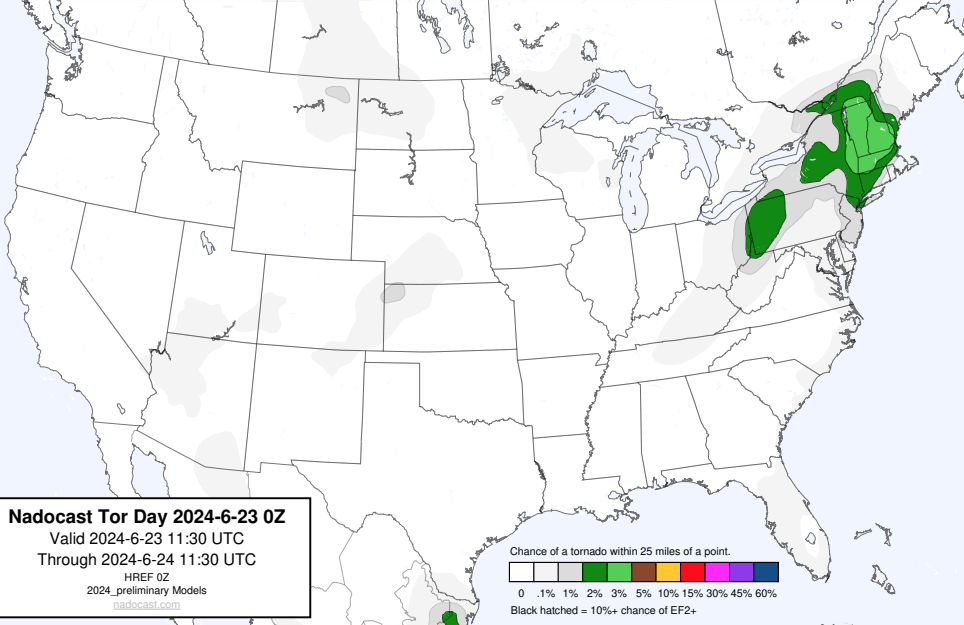 Nadocast Tor Day 2024-6-23 0Z
Valid 2024-6-23 11:30 UTC
Through 2024-6-24 11:30 UTC
HREF 0Z
2024_preliminary Models
nadocast.com
Chance of a tornado within 25 miles of a point.
0 .1% 1% 2% 3% 5% 10% 15% 30% 45% 60%
Black hatched = 10%+ chance of EF2+